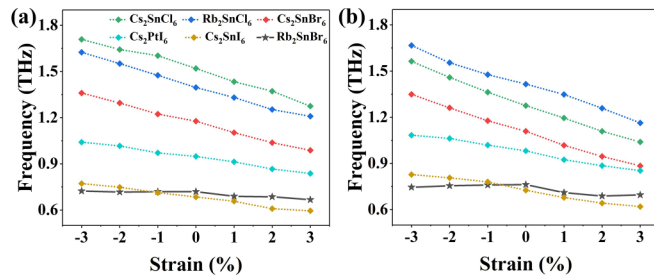 (a)
Cs₂SnCl₆ Rb₂SnCl₆ Cs₂SnBr₆
Cs₂PtI₆ Cs₂SnI₆ Rb₂SnBr₆
Frequency (THz)
1.8
1.5
1.2
0.9
0.6
-3 -2 -1 0 1 2 3
Strain (%)
(b)
Frequency (THz)
1.8
1.5
1.2
0.9
0.6
-3 -2 -1 0 1 2 3
Strain (%)